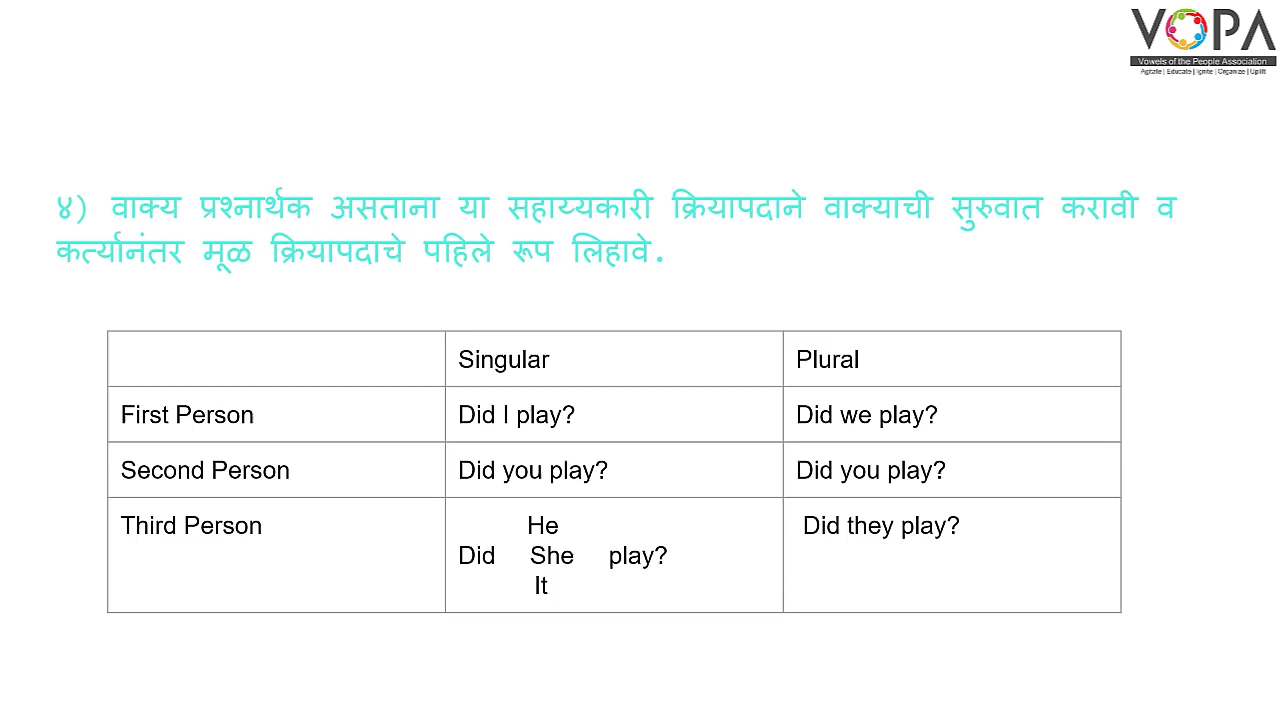 VOPA
Vowels of the People Association
Agitate | Educate | Ignite | Organize | Uplift
४) वाक्य प्रश्नार्थक असताना या सहाय्यकारी क्रियापदाने वाक्याची सुरुवात करावी व
कर्त्यानंतर मूळ क्रियापदाचे पहिले रूप लिहावे.
Singular Plural
First Person Did I play? Did we play?
Second Person Did you play? Did you play?
Third Person He Did they play?
Did She play?
It